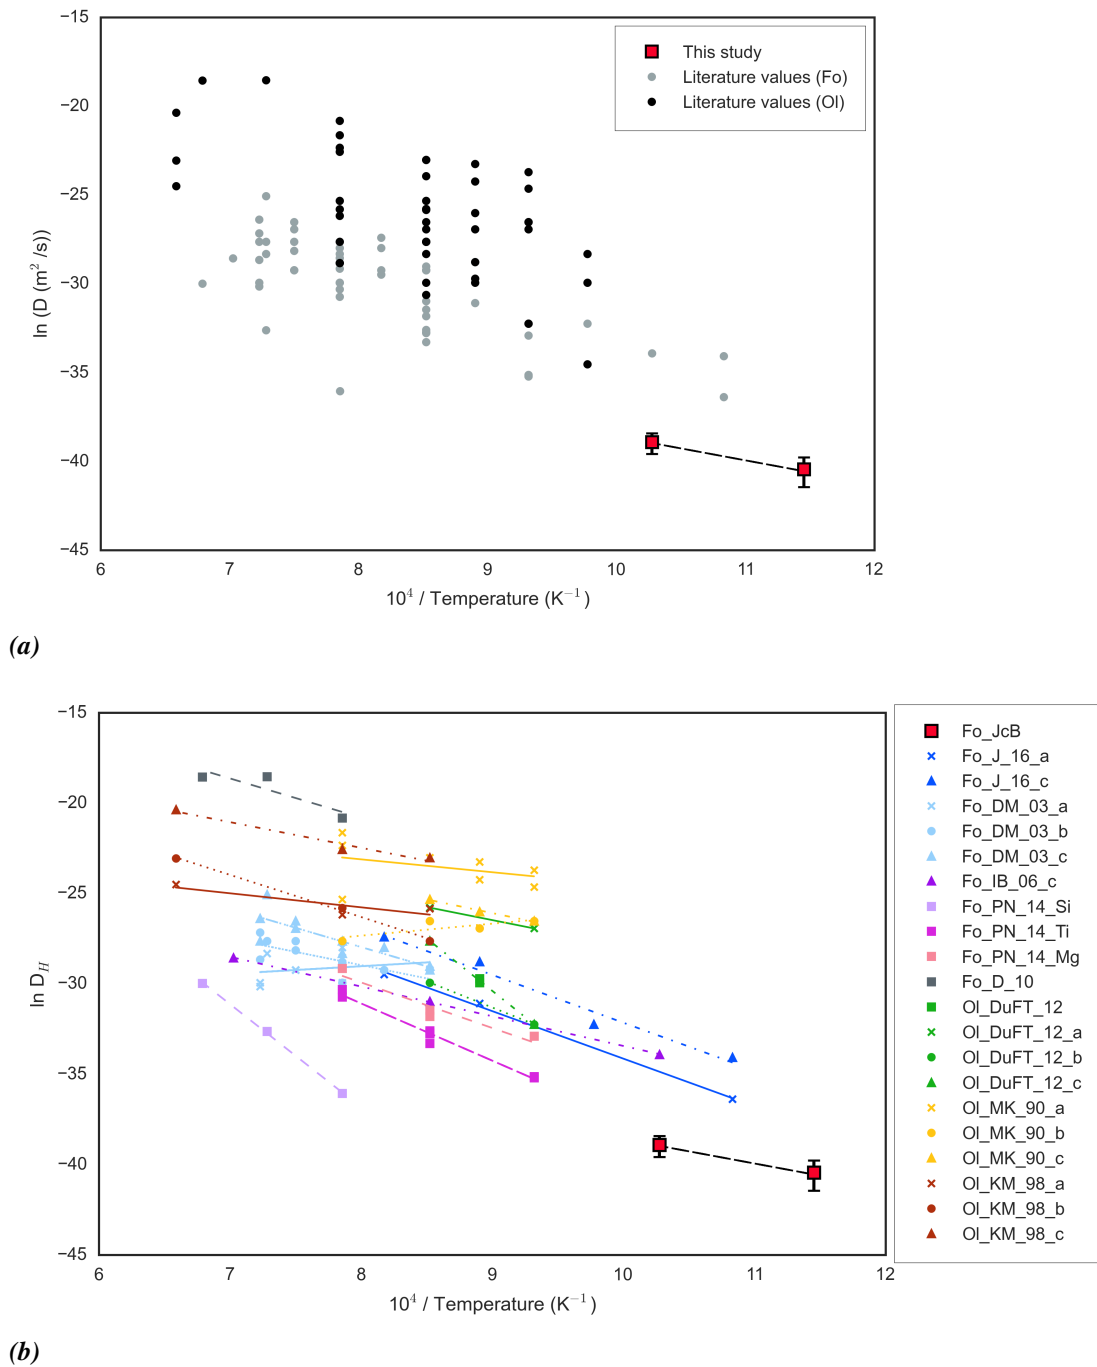 −15
−20
−25
−30
−35
−40
−45
ln (D (m² /s))
This study
Literature values (Fo)
Literature values (Ol)
6 7 8 9 10 11 12
10⁴ / Temperature (K⁻¹)
(a)
−15
−20
−25
−30
−35
−40
−45
ln D_H
6 7 8 9 10 11 12
10⁴ / Temperature (K⁻¹)
Fo_JcB
Fo_J_16_a
Fo_J_16_c
Fo_DM_03_a
Fo_DM_03_b
Fo_DM_03_c
Fo_IB_06_c
Fo_PN_14_Si
Fo_PN_14_Ti
Fo_PN_14_Mg
Fo_D_10
Ol_DuFT_12
Ol_DuFT_12_a
Ol_DuFT_12_b
Ol_DuFT_12_c
Ol_MK_90_a
Ol_MK_90_b
Ol_MK_90_c
Ol_KM_98_a
Ol_KM_98_b
Ol_KM_98_c
(b)